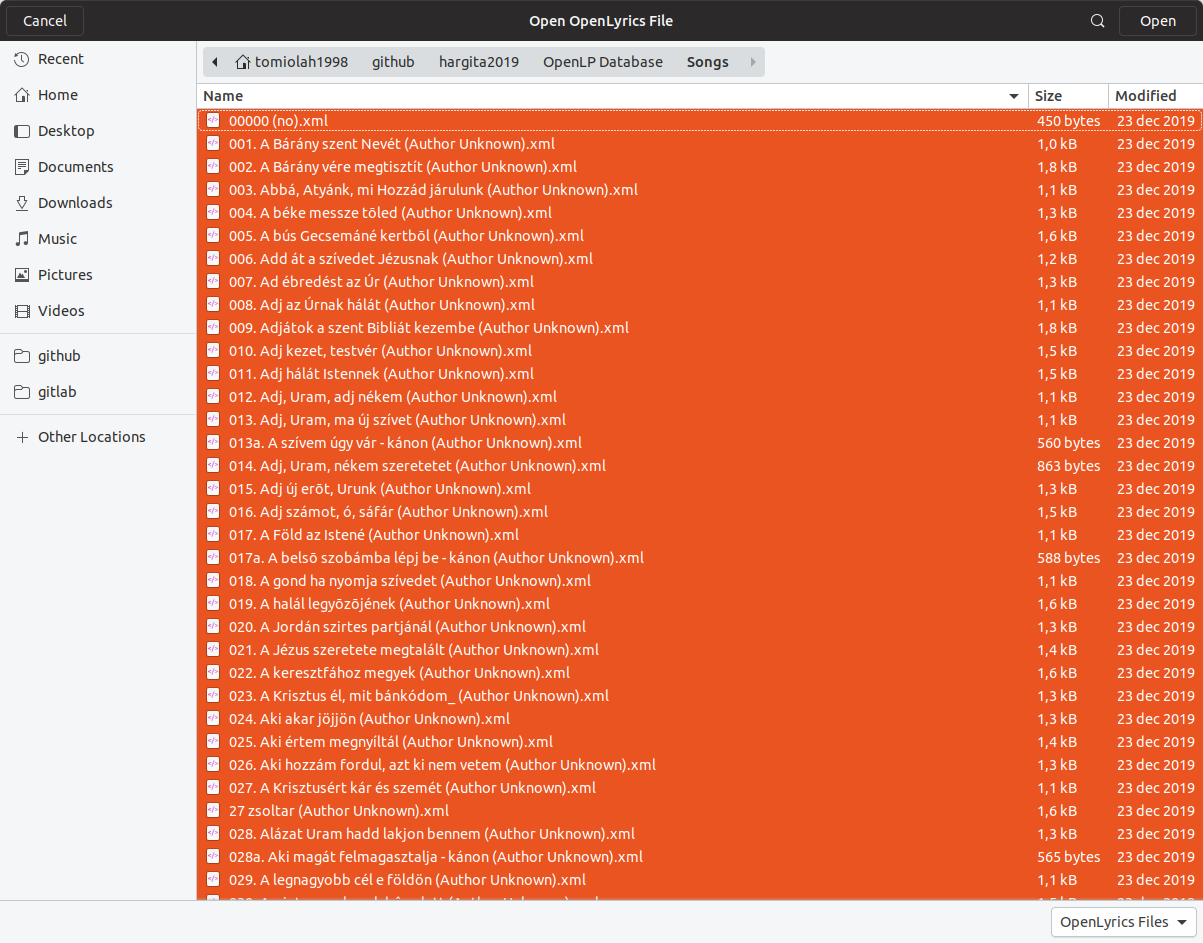 Cancel Open OpenLyrics File Open
Recent
Home
Desktop
Documents
Downloads
Music
Pictures
Videos
github
gitlab
Other Locations
tomiolah1998 github hargita2019 OpenLP Database Songs
Name Size Modified
00000 (no).xml 450 bytes 23 dec 2019
001. A Bárány szent Nevét (Author Unknown).xml 1,0 kB 23 dec 2019
002. A Bárány vére megtisztít (Author Unknown).xml 1,8 kB 23 dec 2019
003. Abbá, Atyánk, mi Hozzád járulunk (Author Unknown).xml 1,1 kB 23 dec 2019
004. A béke messze tõled (Author Unknown).xml 1,3 kB 23 dec 2019
005. A bús Gecsemáné kertbõl (Author Unknown).xml 1,6 kB 23 dec 2019
006. Add át a szívedet Jézusnak (Author Unknown).xml 1,2 kB 23 dec 2019
007. Ad ébredést az Úr (Author Unknown).xml 1,3 kB 23 dec 2019
008. Adj az Úrnak hálát (Author Unknown).xml 1,1 kB 23 dec 2019
009. Adjátok a szent Bibliát kezembe (Author Unknown).xml 1,8 kB 23 dec 2019
010. Adj kezet, testvér (Author Unknown).xml 1,5 kB 23 dec 2019
011. Adj hálát Istennek (Author Unknown).xml 1,5 kB 23 dec 2019
012. Adj, Uram, adj nékem (Author Unknown).xml 1,1 kB 23 dec 2019
013. Adj, Uram, ma új szívet (Author Unknown).xml 1,1 kB 23 dec 2019
013a. A szívem úgy vár - kánon (Author Unknown).xml 560 bytes 23 dec 2019
014. Adj, Uram, nékem szeretetet (Author Unknown).xml 863 bytes 23 dec 2019
015. Adj új erõt, Urunk (Author Unknown).xml 1,3 kB 23 dec 2019
016. Adj számot, ó, sáfár (Author Unknown).xml 1,5 kB 23 dec 2019
017. A Föld az Istené (Author Unknown).xml 1,1 kB 23 dec 2019
017a. A belsõ szobámba lépj be - kánon (Author Unknown).xml 588 bytes 23 dec 2019
018. A gond ha nyomja szívedet (Author Unknown).xml 1,1 kB 23 dec 2019
019. A halál legyõzõjének (Author Unknown).xml 1,6 kB 23 dec 2019
020. A Jordán szirtes partjánál (Author Unknown).xml 1,3 kB 23 dec 2019
021. A Jézus szeretete megtalált (Author Unknown).xml 1,4 kB 23 dec 2019
022. A keresztfához megyek (Author Unknown).xml 1,6 kB 23 dec 2019
023. A Krisztus él, mit bánkódom_ (Author Unknown).xml 1,3 kB 23 dec 2019
024. Aki akar jöjjön (Author Unknown).xml 1,3 kB 23 dec 2019
025. Aki értem megnyíltál (Author Unknown).xml 1,4 kB 23 dec 2019
026. Aki hozzám fordul, azt ki nem vetem (Author Unknown).xml 1,3 kB 23 dec 2019
027. A Krisztusért kár és szemét (Author Unknown).xml 1,1 kB 23 dec 2019
27 zsoltar (Author Unknown).xml 1,6 kB 23 dec 2019
028. Alázat Uram hadd lakjon bennem (Author Unknown).xml 1,3 kB 23 dec 2019
028a. Aki magát felmagasztalja - kánon (Author Unknown).xml 565 bytes 23 dec 2019
029. A legnagyobb cél e földön (Author Unknown).xml 1,1 kB 23 dec 2019
OpenLyrics Files